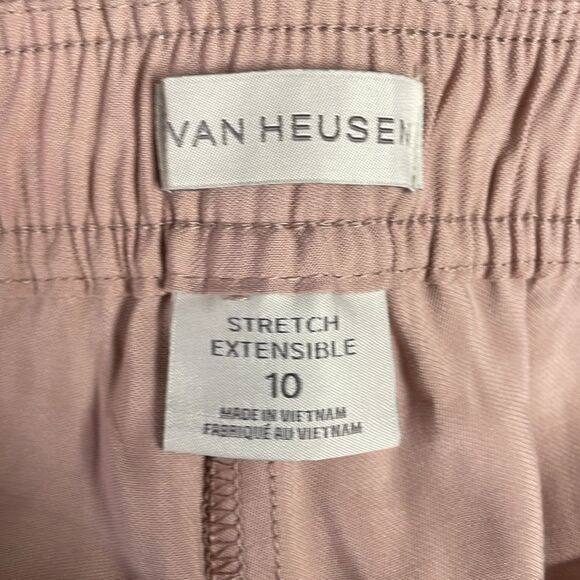 VAN HEUSEN
STRETCH
EXTENSIBLE
10
MADE IN VIETNAM
FABRIQUÉ AU VIETNAM